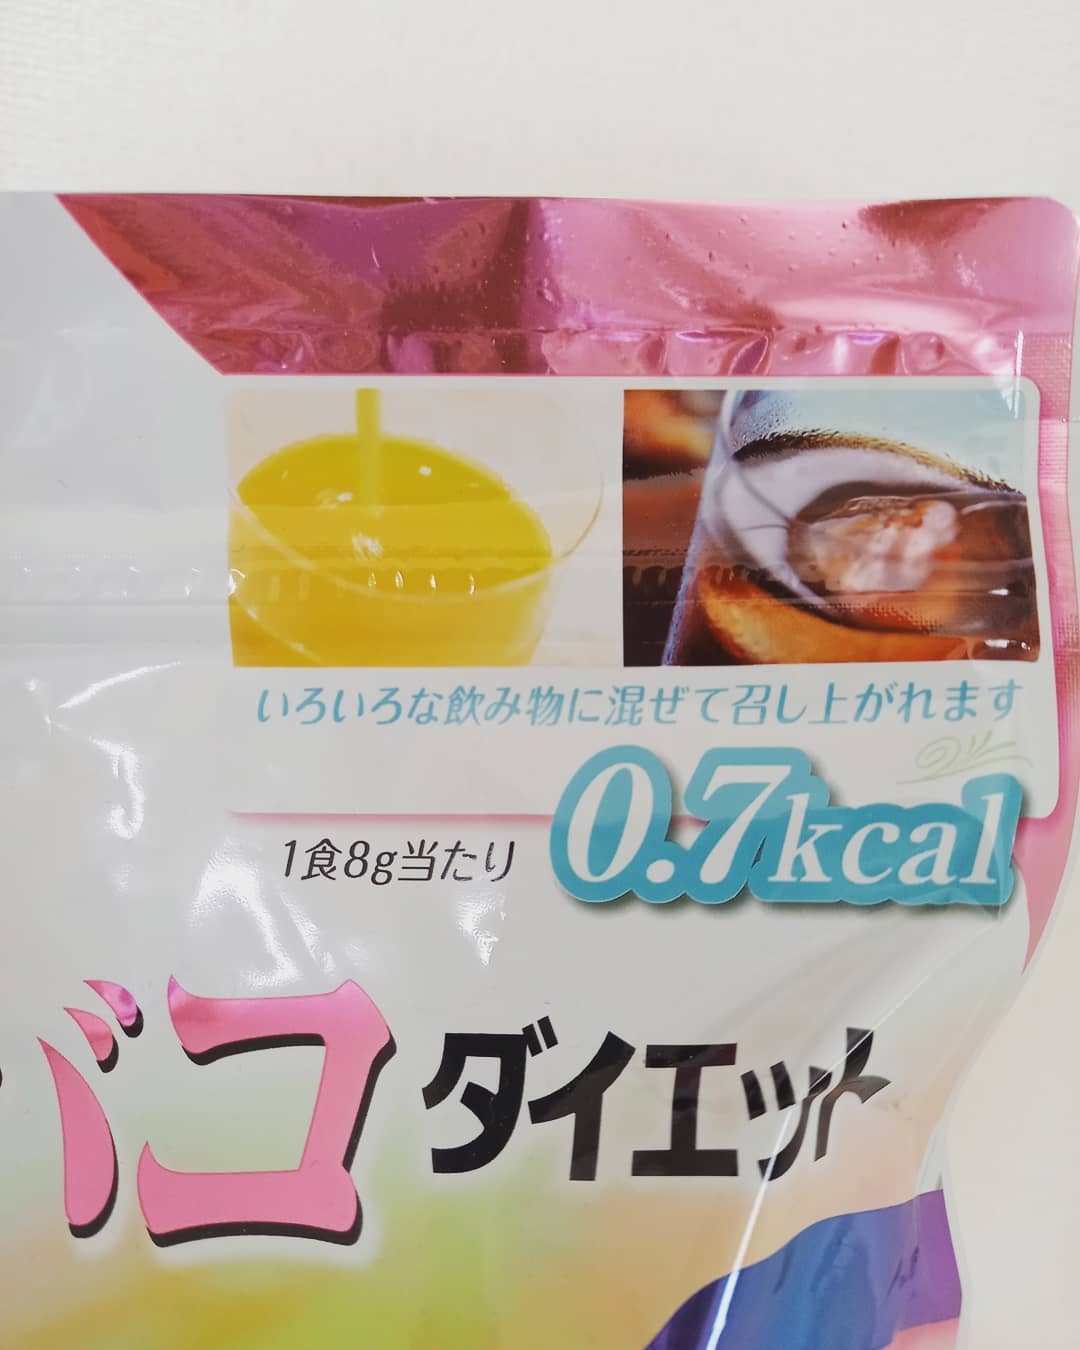 いろいろな飲み物に混ぜて召し上がれます
1食8g当たり
0.7kcal
バコ
ダイエット